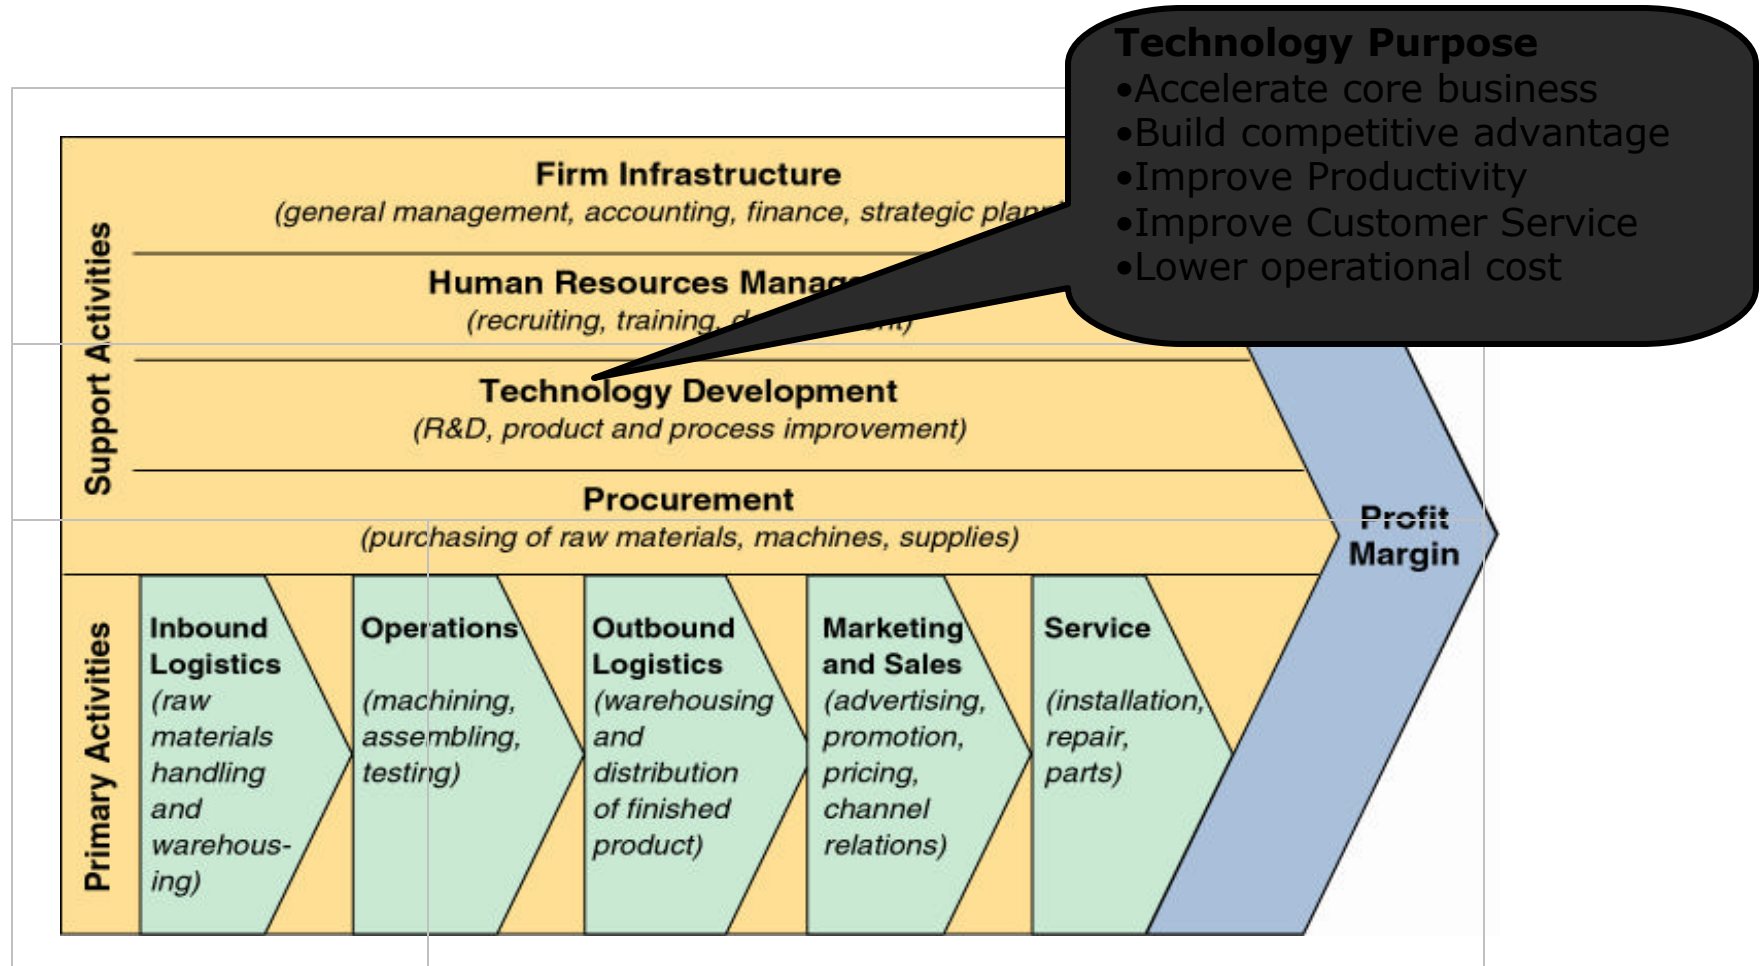 Technology Purpose
•Accelerate core business
•Build competitive advantage
•Improve Productivity
•Improve Customer Service
•Lower operational cost
Support Activities
Firm Infrastructure
(general management, accounting, finance, strategic
Human Resources
(recruiting, training,
Technology Development
(R&D, product and process improvement)
Procurement
(purchasing of raw materials, machines, supplies)
Profit
Margin
Primary Activities
Inbound
Logistics
(raw
materials
handling
and
warehous-
ing)
Operations
(machining,
assembling,
testing)
Outbound
Logistics
(warehousing
and
distribution
of finished
product)
Marketing
and Sales
(advertising,
promotion,
pricing,
channel
relations)
Service
(installation,
repair,
parts)